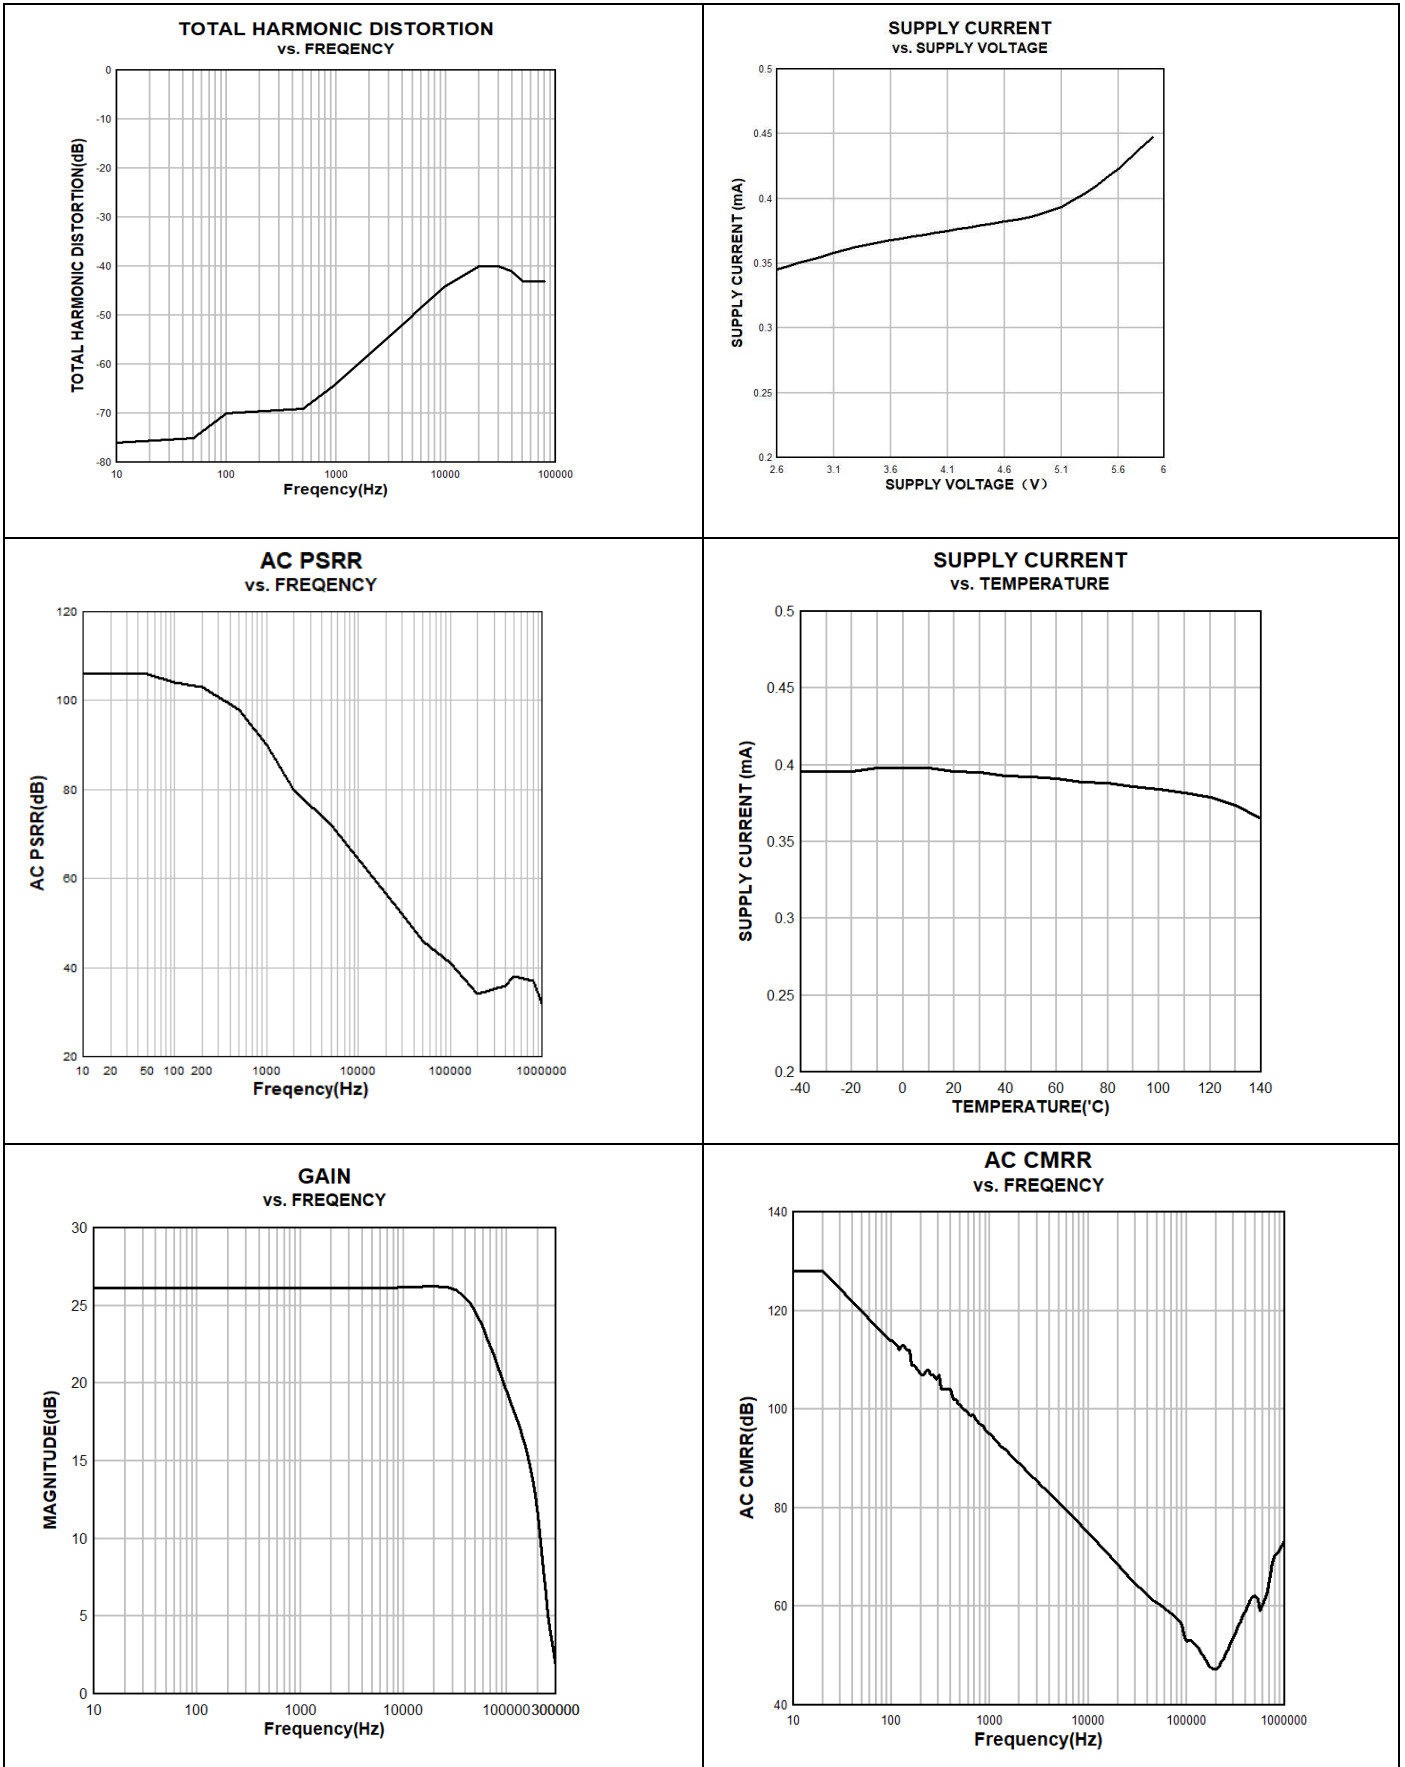 TOTAL HARMONIC DISTORTION
vs. FREQENCY
TOTAL HARMONIC DISTORTION(dB)
0
-10
-20
-30
-40
-50
-60
-70
-80
10 100 1000 10000 100000
Freqency(Hz)
SUPPLY CURRENT
vs. SUPPLY VOLTAGE
SUPPLY CURRENT (mA)
0.5
0.45
0.4
0.35
0.3
0.25
0.2
2.6 3.1 3.6 4.1 4.6 5.1 5.6 6
SUPPLY VOLTAGE（V）
AC PSRR
vs. FREQENCY
AC PSRR(dB)
120
100
80
60
40
20
10 20 50 100 200 1000 10000 100000 1000000
Freqency(Hz)
SUPPLY CURRENT
vs. TEMPERATURE
SUPPLY CURRENT (mA)
0.5
0.45
0.4
0.35
0.3
0.25
0.2
-40 -20 0 20 40 60 80 100 120 140
TEMPERATURE('C)
GAIN
vs. FREQENCY
MAGNITUDE(dB)
30
25
20
15
10
5
0
10 100 1000 10000 100000 300000
Frequency(Hz)
AC CMRR
vs. FREQENCY
AC CMRR(dB)
140
120
100
80
60
40
10 100 1000 10000 100000 1000000
Frequency(Hz)